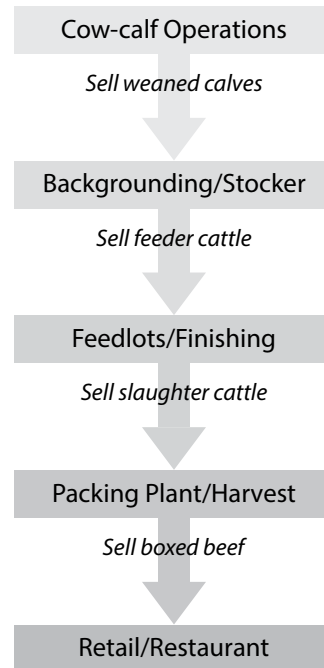 Cow-calf Operations
Sell weaned calves
Backgrounding/Stocker
Sell feeder cattle
Feedlots/Finishing
Sell slaughter cattle
Packing Plant/Harvest
Sell boxed beef
Retail/Restaurant